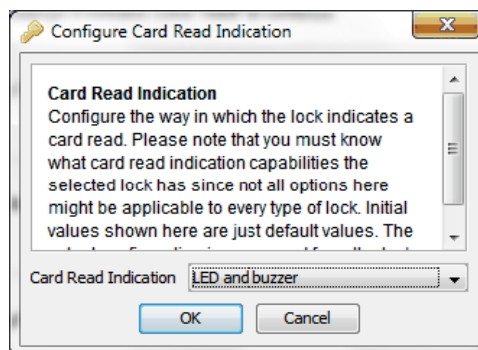 Configure Card Read Indication
Card Read Indication
Configure the way in which the lock indicates a
card read. Please note that you must know
what card read indication capabilities the
selected lock has since not all options here
might be applicable to every type of lock. Initial
values shown here are just default values. The
Card Read Indication LED and buzzer
OK Cancel